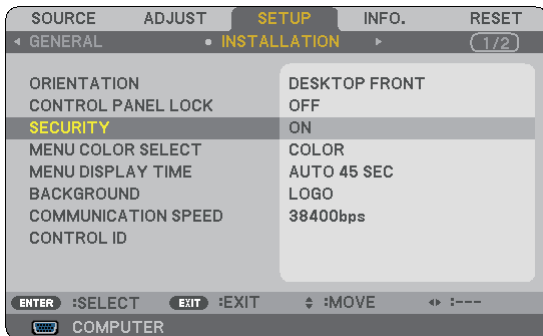 SOURCE ADJUST SETUP INFO. RESET
GENERAL INSTALLATION 1/2
ORIENTATION DESKTOP FRONT
CONTROL PANEL LOCK OFF
SECURITY ON
MENU COLOR SELECT COLOR
MENU DISPLAY TIME AUTO 45 SEC
BACKGROUND LOGO
COMMUNICATION SPEED 38400bps
CONTROL ID
ENTER :SELECT EXIT :EXIT :MOVE :---
COMPUTER